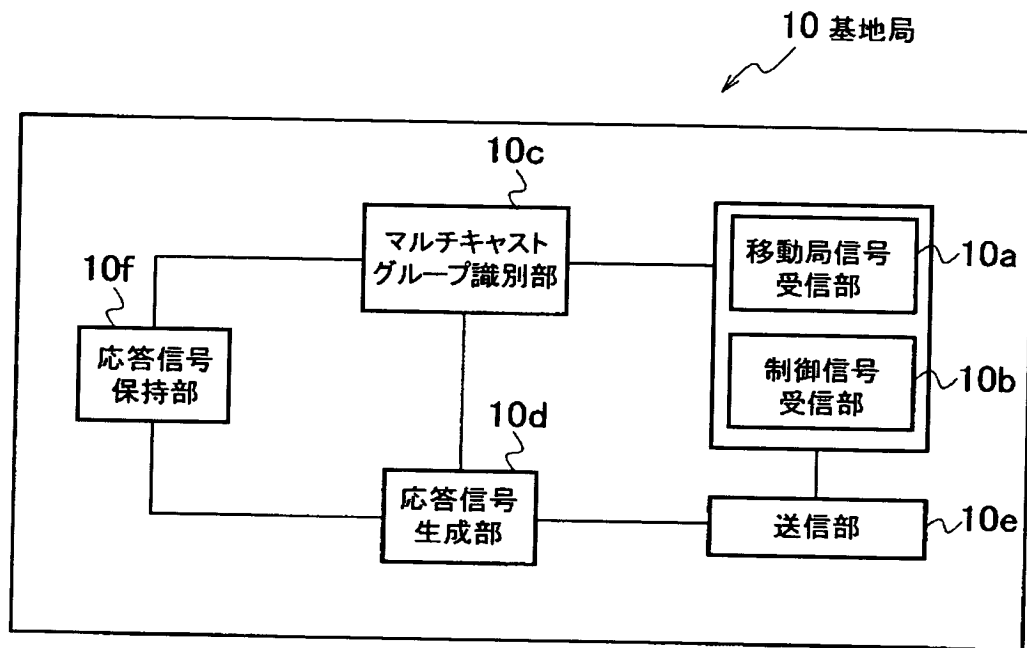 10 基地局
10c
マルチキャスト
グループ識別部
移動局信号
受信部
10a
10f
応答信号
保持部
制御信号
受信部
10b
10d
応答信号
生成部
送信部
10e